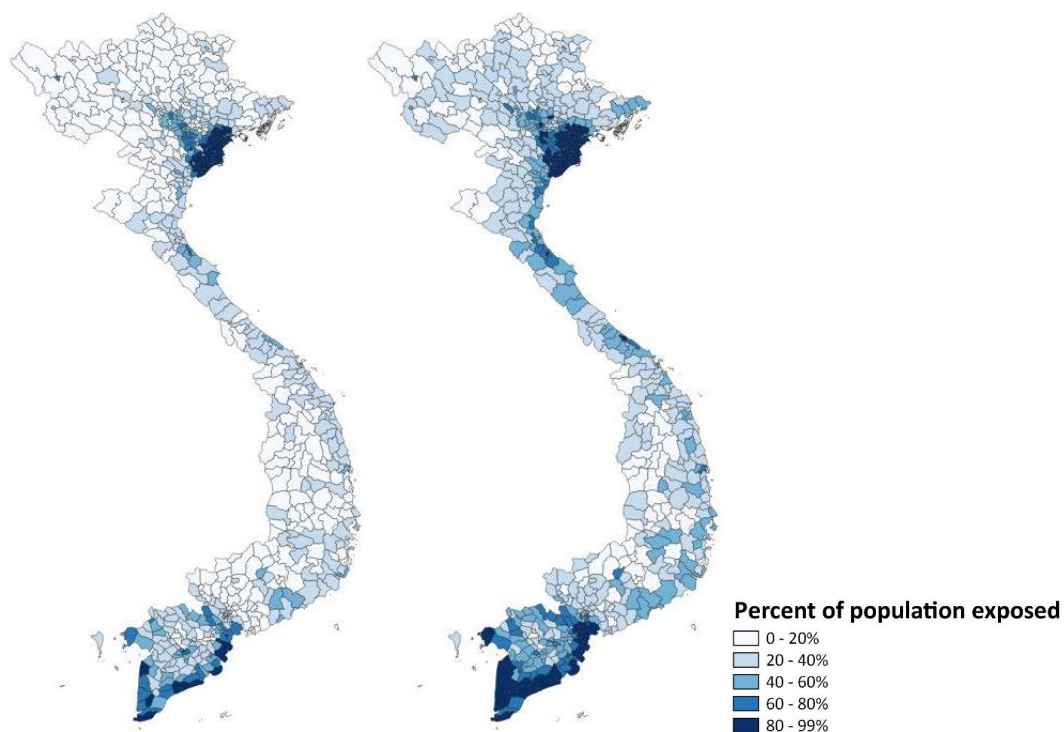 Percent of population exposed
0 - 20%
20 - 40%
40 - 60%
60 - 80%
80 - 99%